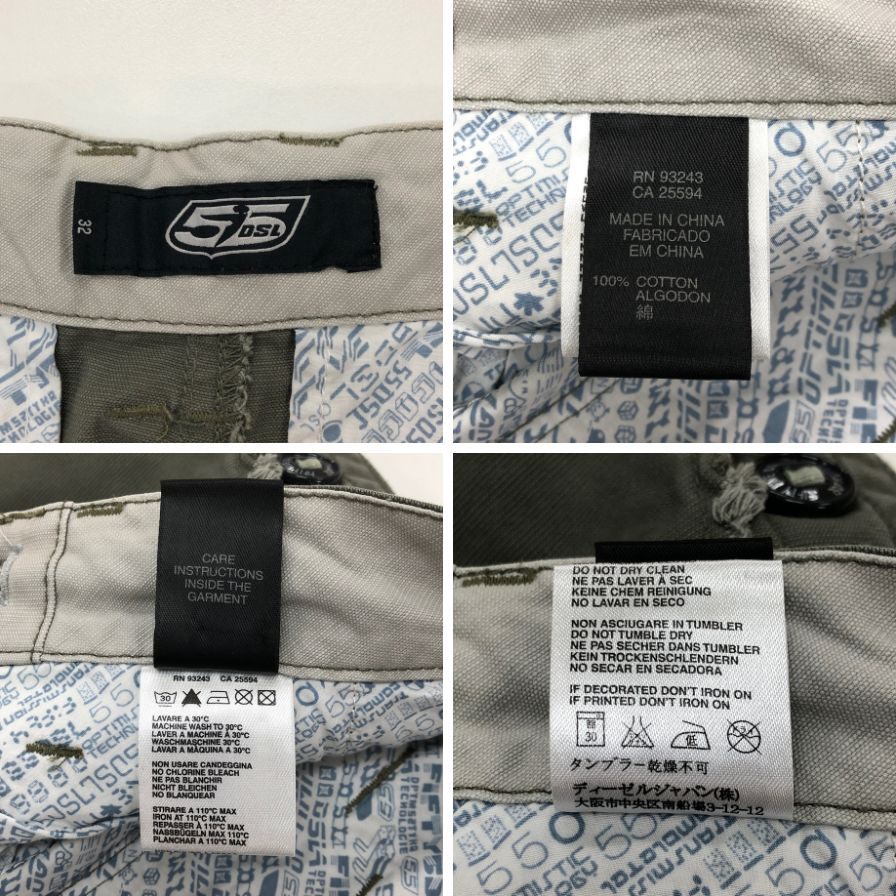 32
55DSL
RN 93243
CA 25594
MADE IN CHINA
FABRICADO
EM CHINA
100% COTTON
ALGODON
綿
CARE
INSTRUCTIONS
INSIDE THE
GARMENT
RN 93243 CA 25594
30
LAVARE A 30°C
MACHINE WASH TO 30°C
LAVER A MACHINE À 30°C
WASCHMASCHINE 30°C
LAVAR A MÀQUINA A 30°C
NON USARE CANDEGGINA
NO CHLORINE BLEACH
NE PAS BLANCHIR
NICHT BLEICHEN
NO BLANQUEAR
STIRARE A 110°C MAX
IRON AT 110°C MAX
REPASSER À 110°C MAX
NASSBÜGELN MAX 110°C
PLANCHAR A 110°C MAX
DO NOT DRY CLEAN
NE PAS LAVER À SEC
KEINE CHEM REINIGUNG
NO LAVAR EN SECO
NON ASCIUGARE IN TUMBLER
DO NOT TUMBLE DRY
NE PAS SECHER DANS TUMBLER
KEIN TROCKENSCHLENDERN
NO SECAR EN SECADORA
IF DECORATED DON'T IRON ON
IF PRINTED DON'T IRON ON
30 低
タンブラー乾燥不可
ディーゼルジャパン(株)
大阪市中央区南船場3-12-12